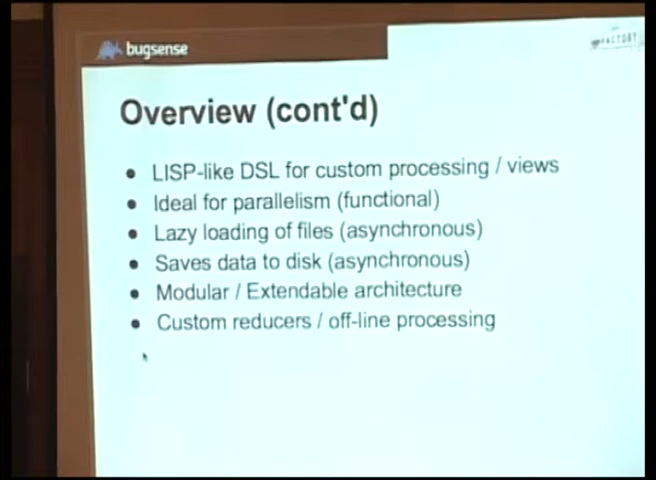 bugsense
FACTORY
Overview (cont'd)
● LISP-like DSL for custom processing / views
● Ideal for parallelism (functional)
● Lazy loading of files (asynchronous)
● Saves data to disk (asynchronous)
● Modular / Extendable architecture
● Custom reducers / off-line processing